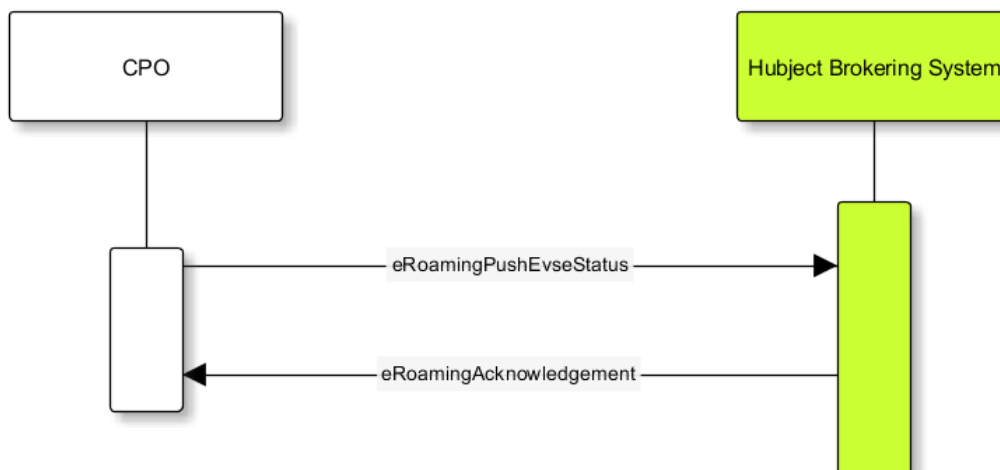 CPO
Hubject Brokering System
eRoamingPushEvseStatus
eRoamingAcknowledgement